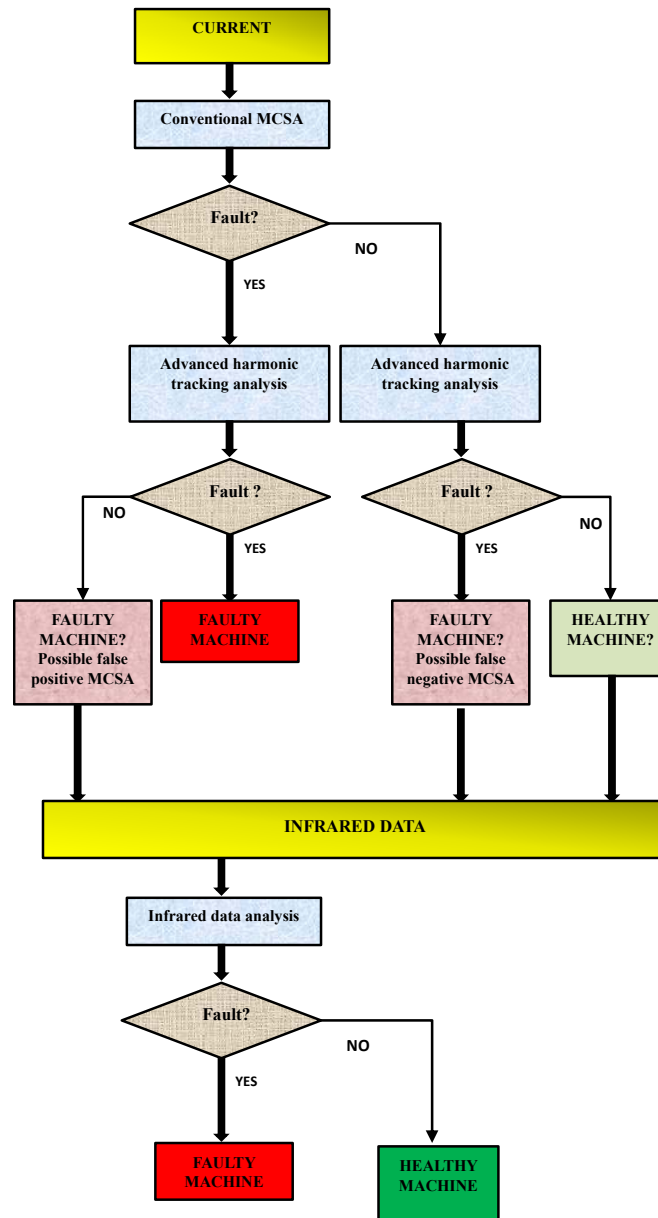 CURRENT
Conventional MCSA
Fault?
NO
YES
Advanced harmonic
tracking analysis
Advanced harmonic
tracking analysis
Fault ?
Fault ?
NO
NO
YES
YES
FAULTY
MACHINE?
Possible false
positive MCSA
FAULTY
MACHINE
FAULTY
MACHINE?
Possible false
negative MCSA
HEALTHY
MACHINE?
INFRARED DATA
Infrared data analysis
Fault?
NO
YES
FAULTY
MACHINE
HEALTHY
MACHINE